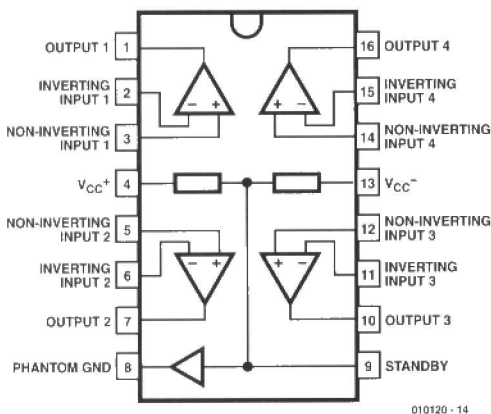 OUTPUT 1 1
INVERTING
INPUT 1 2
NON-INVERTING
INPUT 1 3
VCC+ 4
NON-INVERTING
INPUT 2 5
INVERTING
INPUT 2 6
OUTPUT 2 7
PHANTOM GND 8
- +
+ -
- +
+ -
16 OUTPUT 4
15 INVERTING
INPUT 4
14 NON-INVERTING
INPUT 4
13 VCC-
12 NON-INVERTING
INPUT 3
11 INVERTING
INPUT 3
10 OUTPUT 3
9 STANDBY
010120 - 14